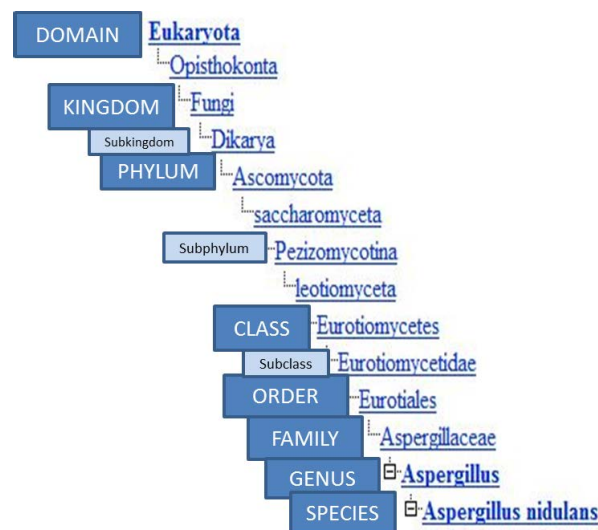 DOMAIN Eukaryota
Opisthokonta
KINGDOM Fungi
Subkingdom Dikarya
PHYLUM Ascomycota
saccharomyceta
Subphylum Pezizomycotina
leotiomyceta
CLASS Eurotiomycetes
Subclass Eurotiomycetidae
ORDER Eurotiales
FAMILY Aspergillaceae
GENUS Aspergillus
SPECIES Aspergillus nidulans